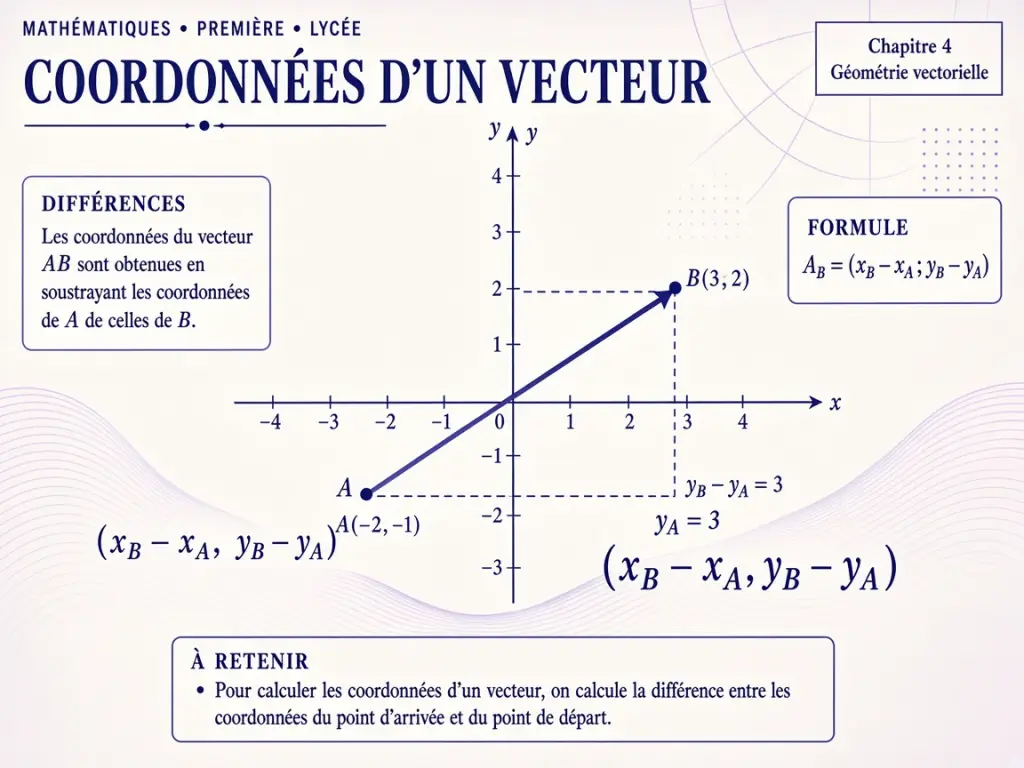 MATHÉMATIQUES • PREMIÈRE • LYCÉE
COORDONNÉES D'UN VECTEUR
Chapitre 4
Géométrie vectorielle
DIFFÉRENCES
Les coordonnées du vecteur
AB sont obtenues en
soustrayant les coordonnées
de A de celles de B.
FORMULE
A_B = (x_B − x_A ; y_B − y_A)
y y
4
3
2
1
B(3, 2)
−4 −3 −2 −1 0 1 2 3 4 x
−1
−2
−3
A
A(−2, −1)
y_B − y_A = 3
y_A = 3
(x_B − x_A, y_B − y_A)
(x_B − x_A, y_B − y_A)
À RETENIR
• Pour calculer les coordonnées d'un vecteur, on calcule la différence entre les
coordonnées du point d'arrivée et du point de départ.